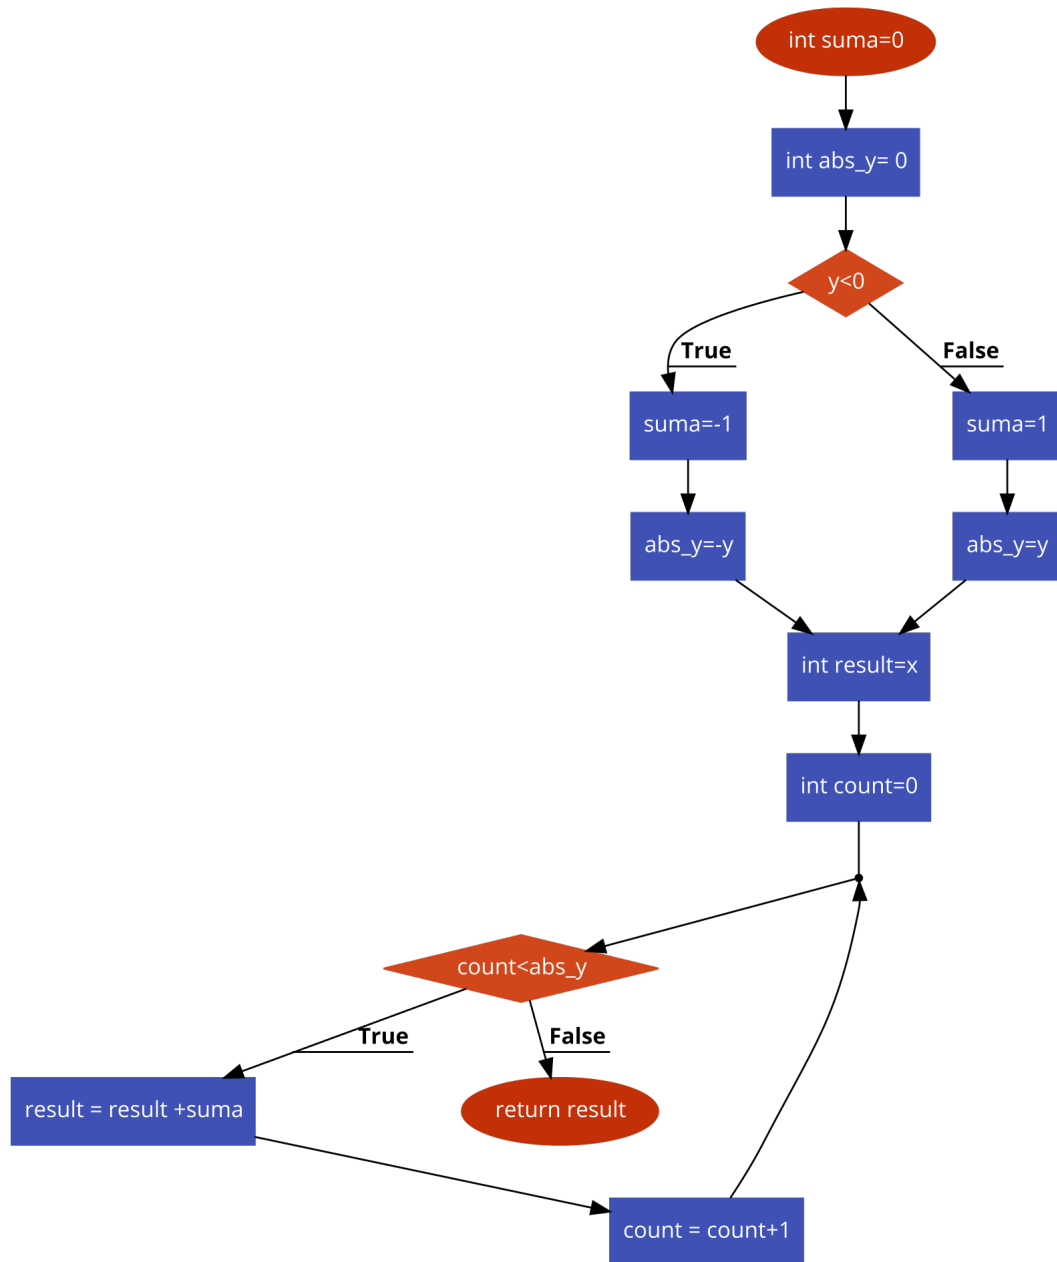 int suma=0
int abs_y= 0
y<0
True
False
suma=-1
suma=1
abs_y=-y
abs_y=y
int result=x
int count=0
count<abs_y
True
False
result = result +suma
return result
count = count+1